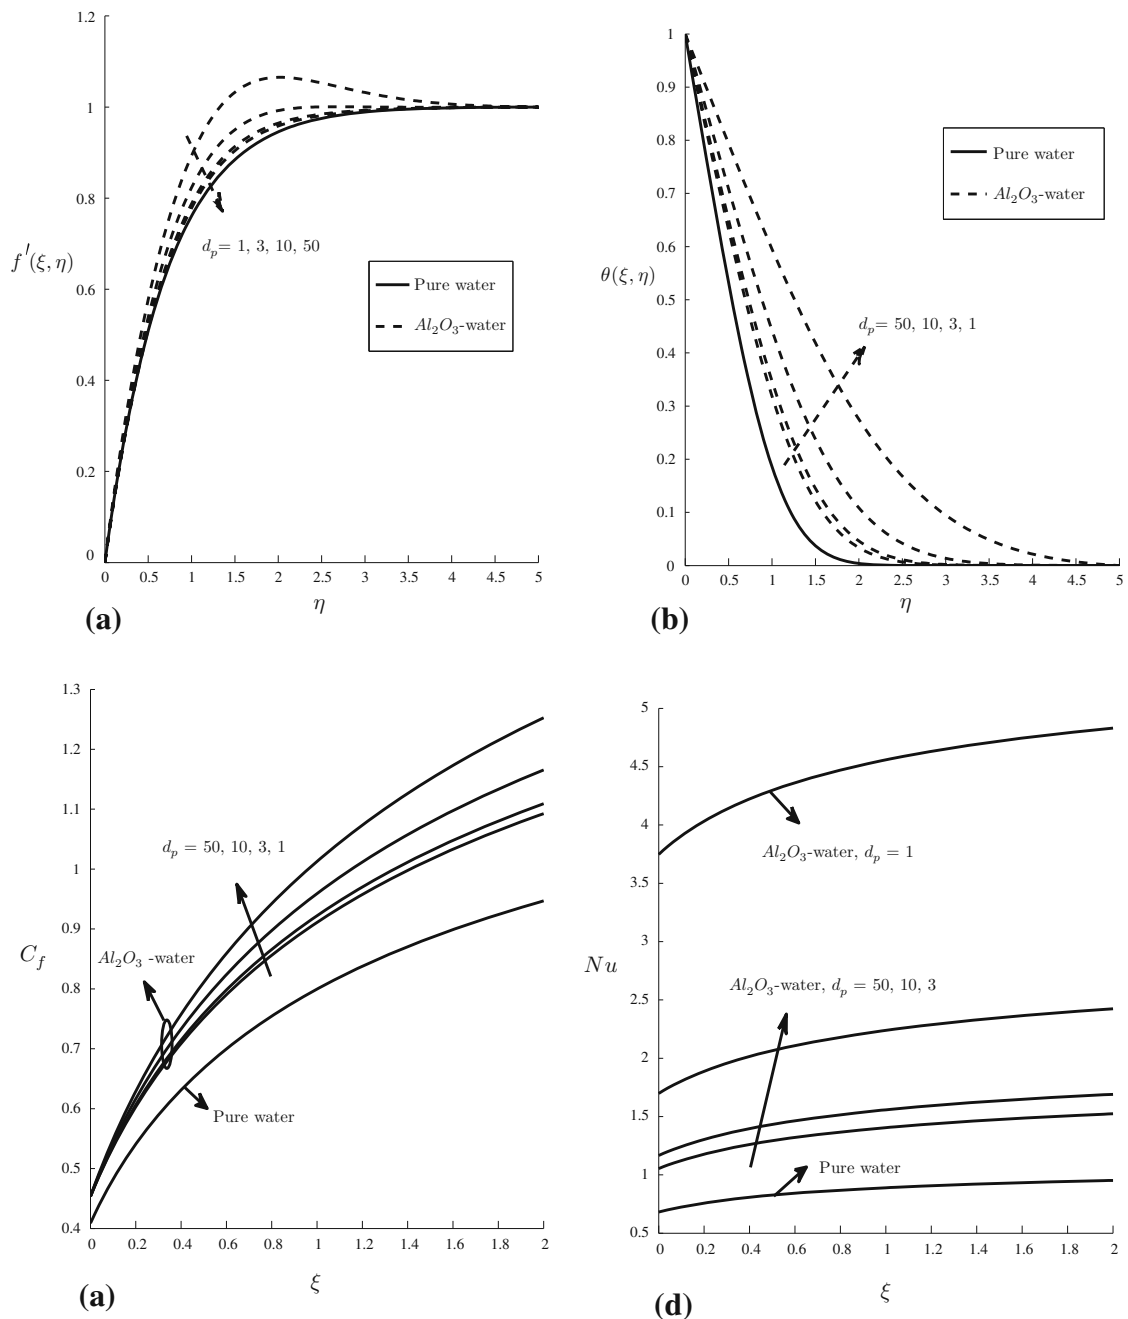 1.2
1
0.8
0.6
0.4
0.2
0
f′(ξ, η)
d_p= 1, 3, 10, 50
Pure water
Al₂O₃-water
0 0.5 1 1.5 2 2.5 3 3.5 4 4.5 5
η
(a)
1
0.9
0.8
0.7
0.6
0.5
0.4
0.3
0.2
0.1
0
θ(ξ, η)
Pure water
Al₂O₃-water
d_p= 50, 10, 3, 1
0 0.5 1 1.5 2 2.5 3 3.5 4 4.5 5
η
(b)
1.3
1.2
1.1
1
0.9
0.8
0.7
0.6
0.5
0.4
C_f
d_p = 50, 10, 3, 1
Al₂O₃ -water
Pure water
0 0.2 0.4 0.6 0.8 1 1.2 1.4 1.6 1.8 2
ξ
(a)
5
4.5
4
3.5
3
2.5
2
1.5
1
0.5
Nu
Al₂O₃-water, d_p = 1
Al₂O₃-water, d_p = 50, 10, 3
Pure water
0 0.2 0.4 0.6 0.8 1 1.2 1.4 1.6 1.8 2
ξ
(d)